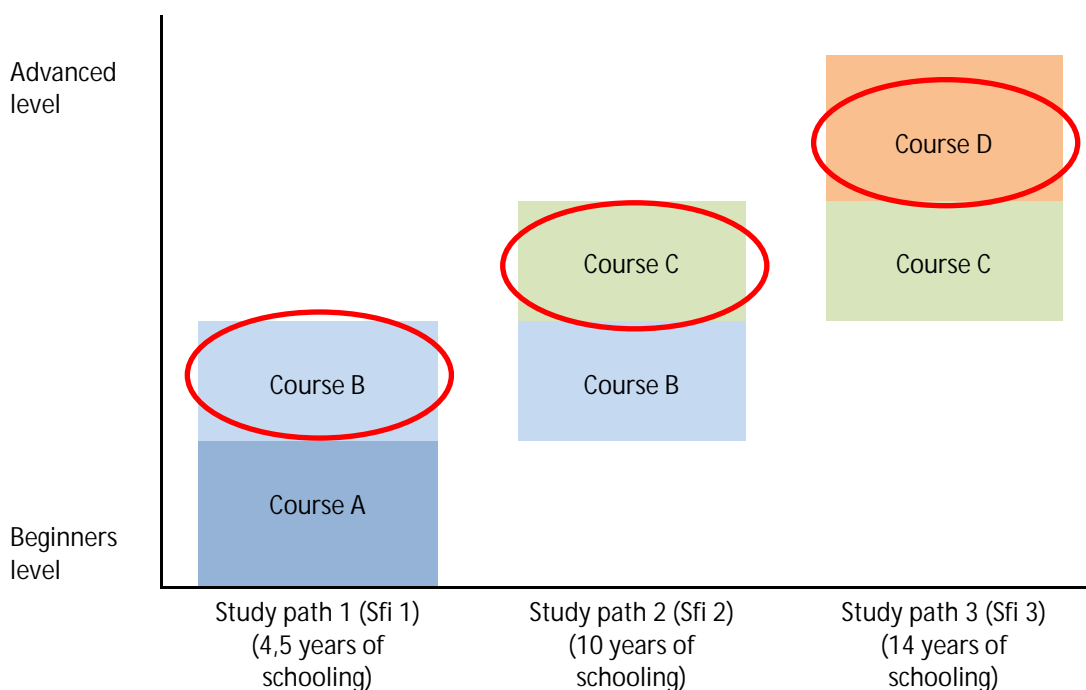 Advanced
level
Course D
Course C
Course C
Course B
Course B
Course A
Beginners
level
Study path 1 (Sfi 1)
(4,5 years of
schooling)
Study path 2 (Sfi 2)
(10 years of
schooling)
Study path 3 (Sfi 3)
(14 years of
schooling)